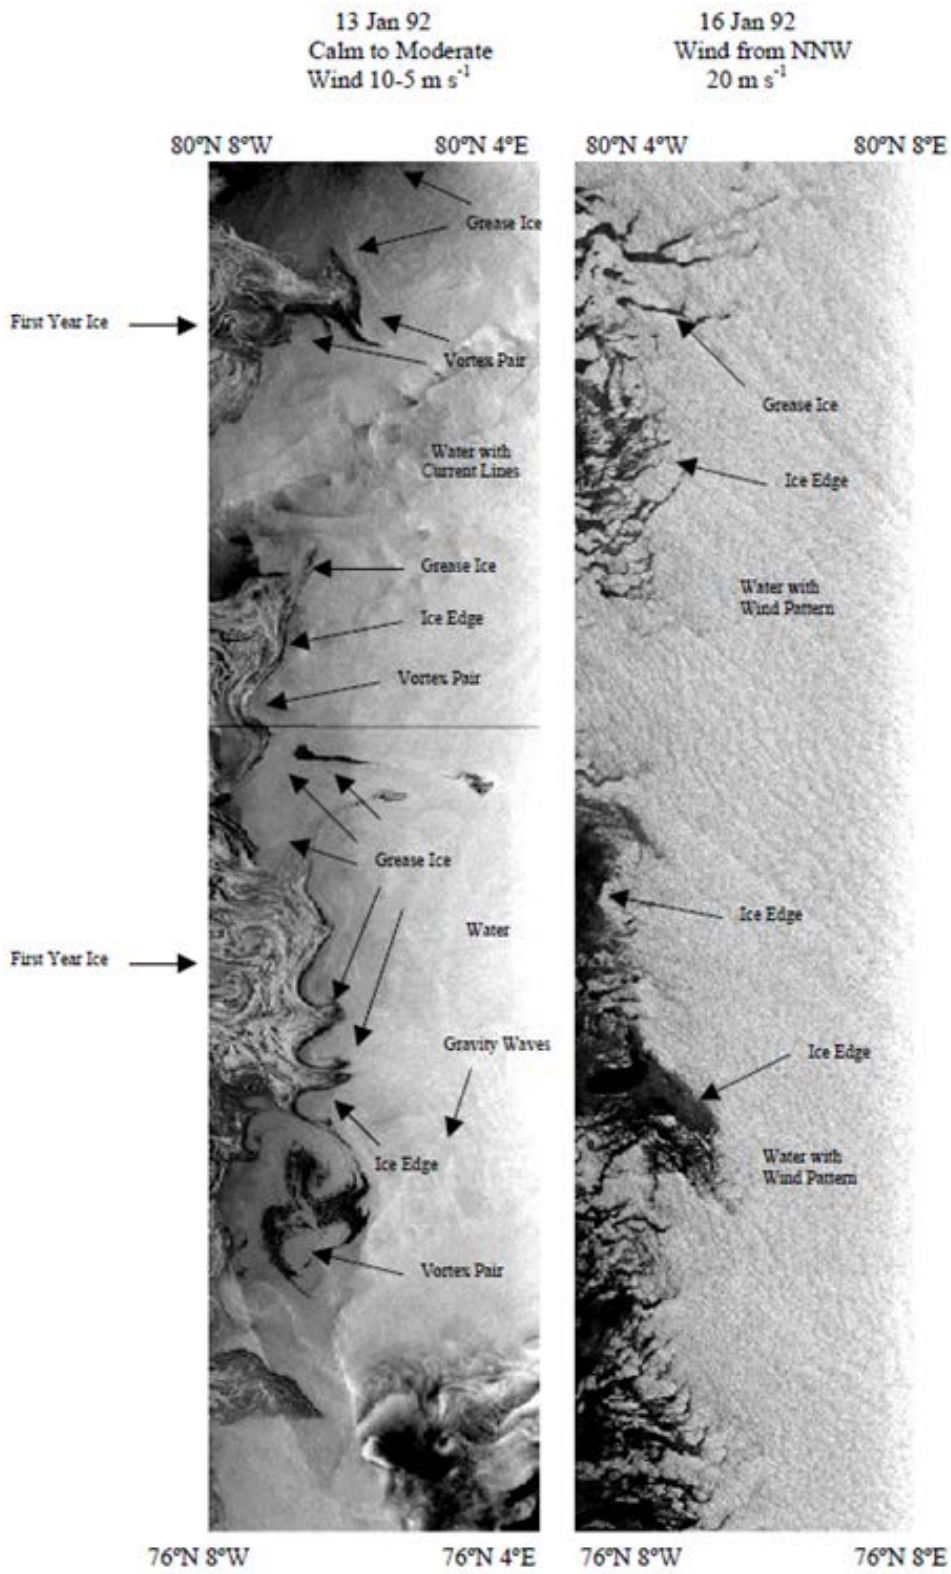 13 Jan 92
Calm to Moderate
Wind 10-5 m s-1
16 Jan 92
Wind from NNW
20 m s-1
80°N 8°W
80°N 4°E
80°N 4°W
80°N 8°E
Grease Ice
First Year Ice
Vortex Pair
Grease Ice
Water with
Current Lines
Ice Edge
Grease Ice
Water with
Wind Pattern
Ice Edge
Vortex Pair
Grease Ice
Ice Edge
Water
First Year Ice
Gravity Waves
Ice Edge
Ice Edge
Water with
Wind Pattern
Vortex Pair
76°N 8°W
76°N 4°E
76°N 8°W
76°N 8°E